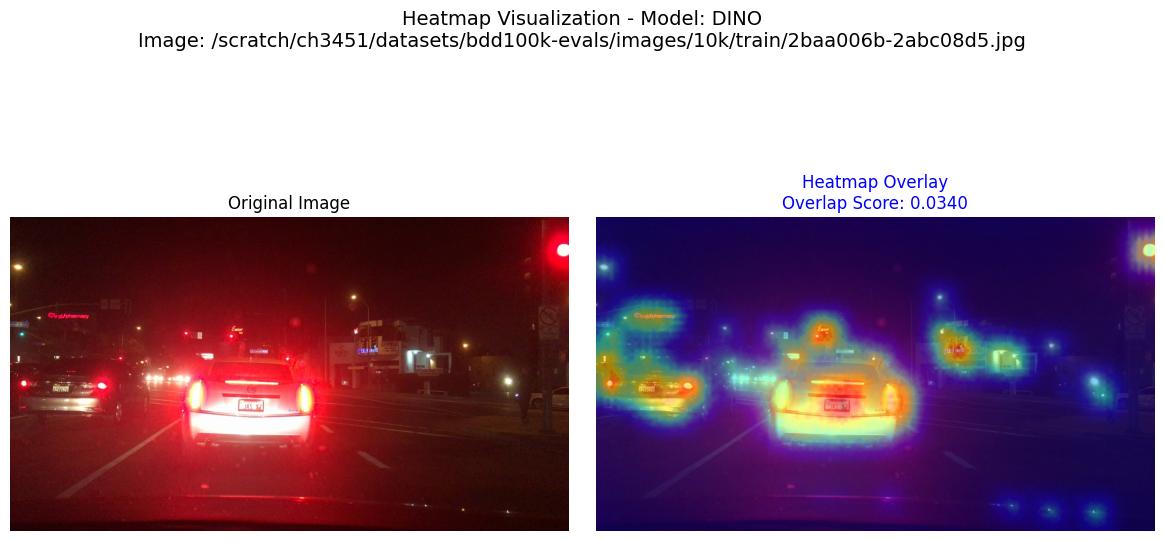 Heatmap Visualization - Model: DINO
Image: /scratch/ch3451/datasets/bdd100k-evals/images/10k/train/2baa006b-2abc08d5.jpg
Original Image
Heatmap Overlay
Overlap Score: 0.0340